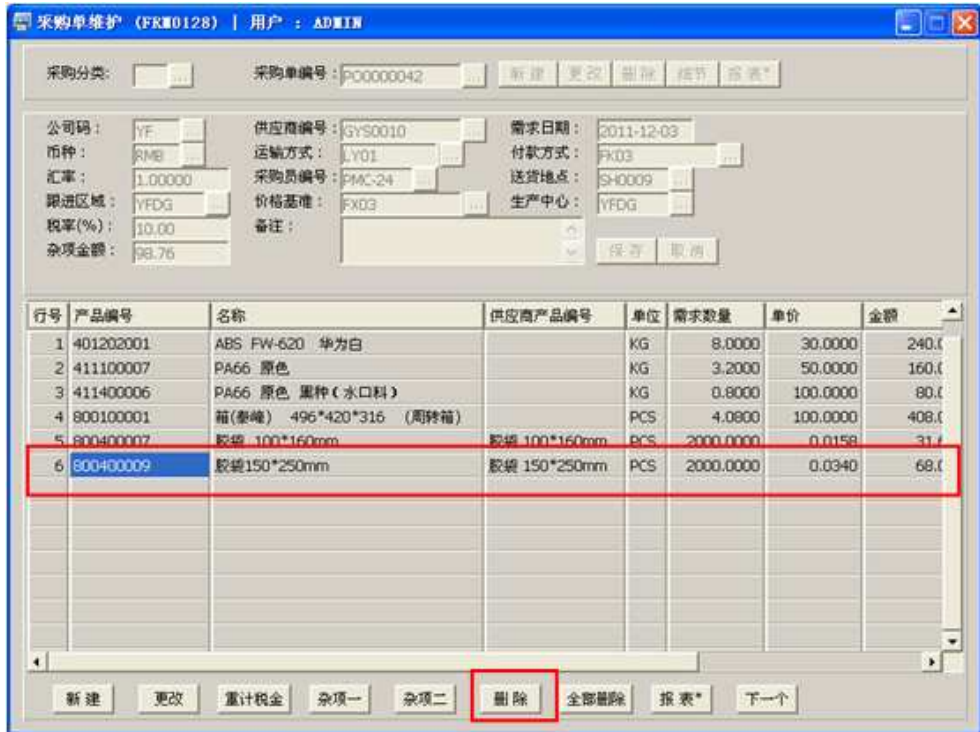 采购单维护 (FRM0128) | 用户 : ADMIN
采购分类: ... 采购单编号: PO0000042 ... 新建 更改 删除 细节 报表*
公司码: YF ... 供应商编号: GYS0010 ... 需求日期: 2011-12-03
币种: RMB ... 运输方式: LY01 ... 付款方式: FK03 ...
汇率: 1.00000 采购员编号: PMC-24 ... 送货地点: SH0009 ...
跟进区域: YFDG ... 价格基准: FX03 ... 生产中心: YFDG ...
税率(%): 10.00 备注:
杂项金额: 98.76 保存 取消
行号 产品编号 名称 供应商产品编号 单位 需求数量 单价 金额
1 401202001 ABS FW-620 华为白 KG 8.0000 30.0000 240.0
2 411100007 PA66 原色 KG 3.2000 50.0000 160.0
3 411400006 PA66 原色 黑种(水口料) KG 0.8000 100.0000 80.0
4 800100001 箱(泰峰) 496*420*316 (周转箱) PCS 4.0800 100.0000 408.0
5 800400007 胶袋 100*160mm 胶袋 100*160mm PCS 2000.0000 0.0158 31.6
6 800400009 胶袋150*250mm 胶袋 150*250mm PCS 2000.0000 0.0340 68.0
新建 更改 重计税金 杂项一 杂项二 删除 全部删除 报表* 下一个